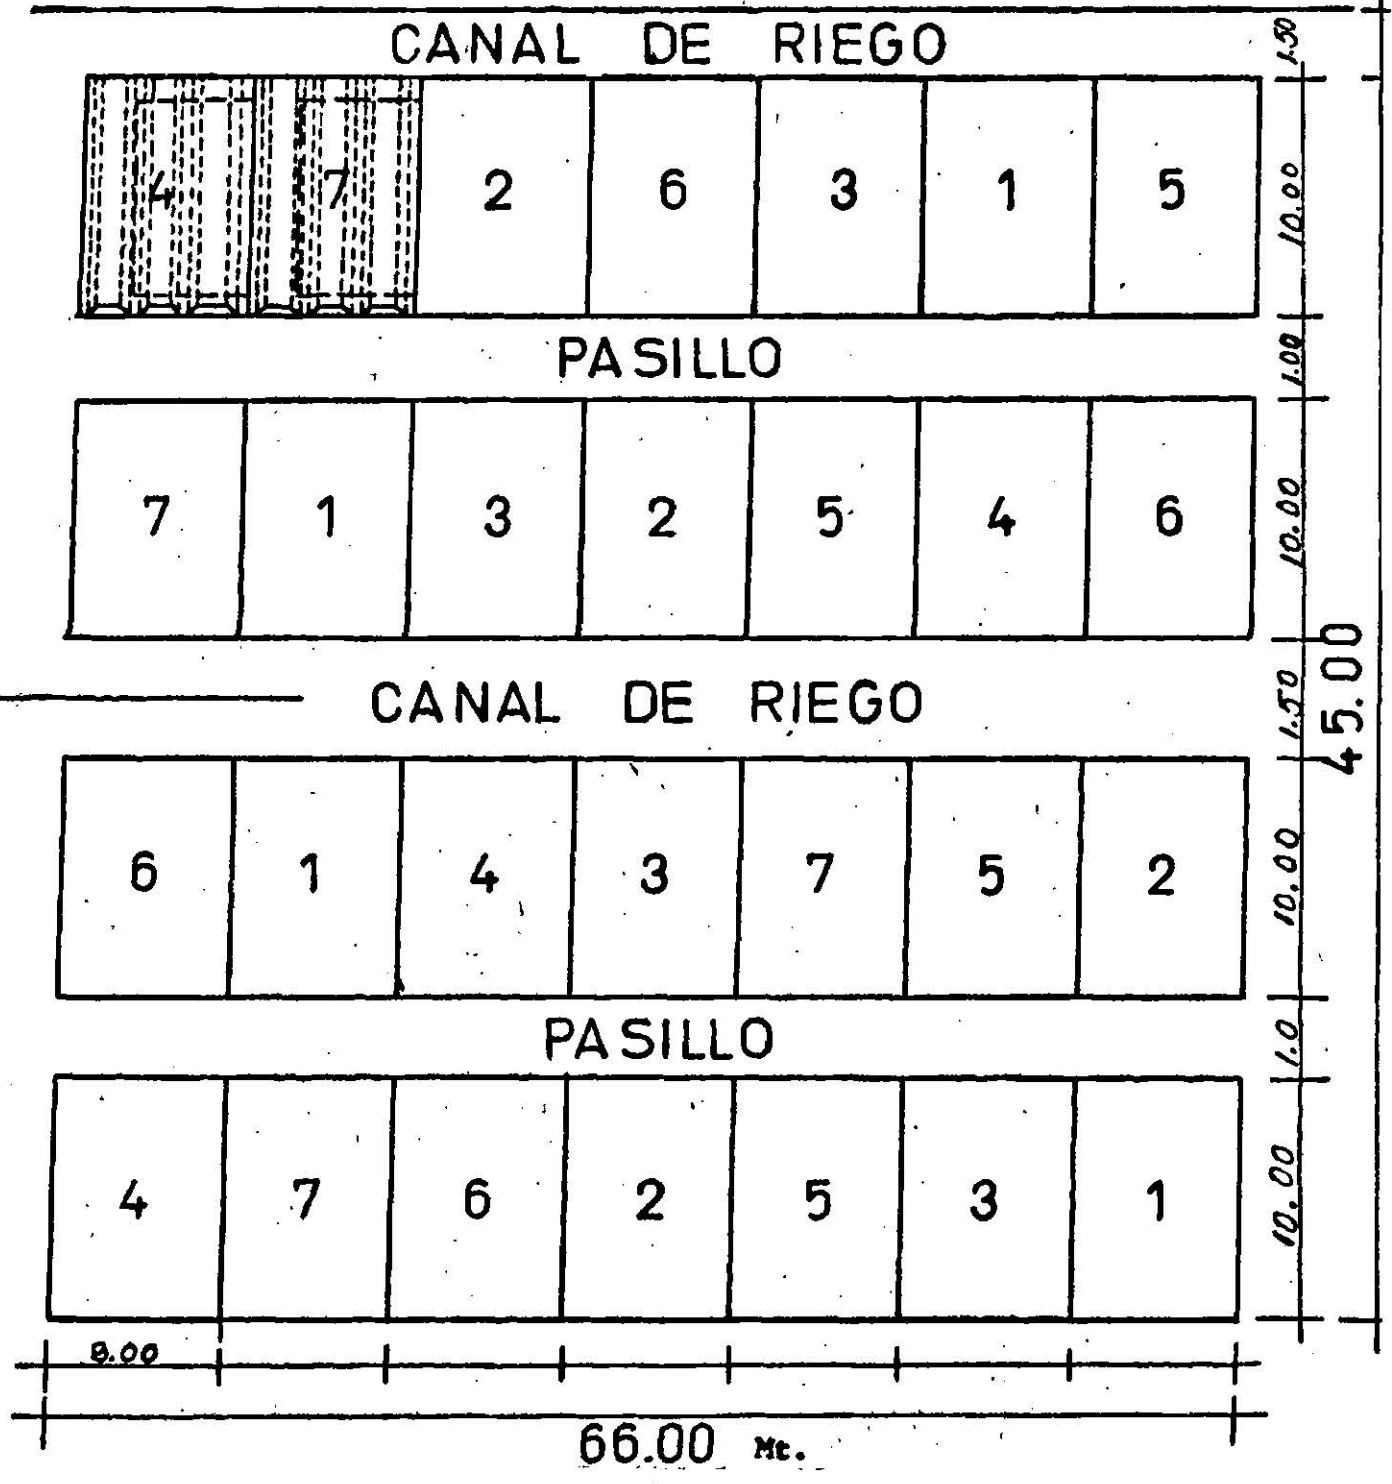 CANAL DE RIEGO 1.50
4 7 2 6 3 1 5 10.00
PASILLO 1.00
7 1 3 2 5 4 6 10.00
CANAL DE RIEGO 1.50
45.00
6 1 4 3 7 5 2 10.00
PASILLO 1.0
4 7 6 2 5 3 1 10.00
8.00
66.00 Mt.